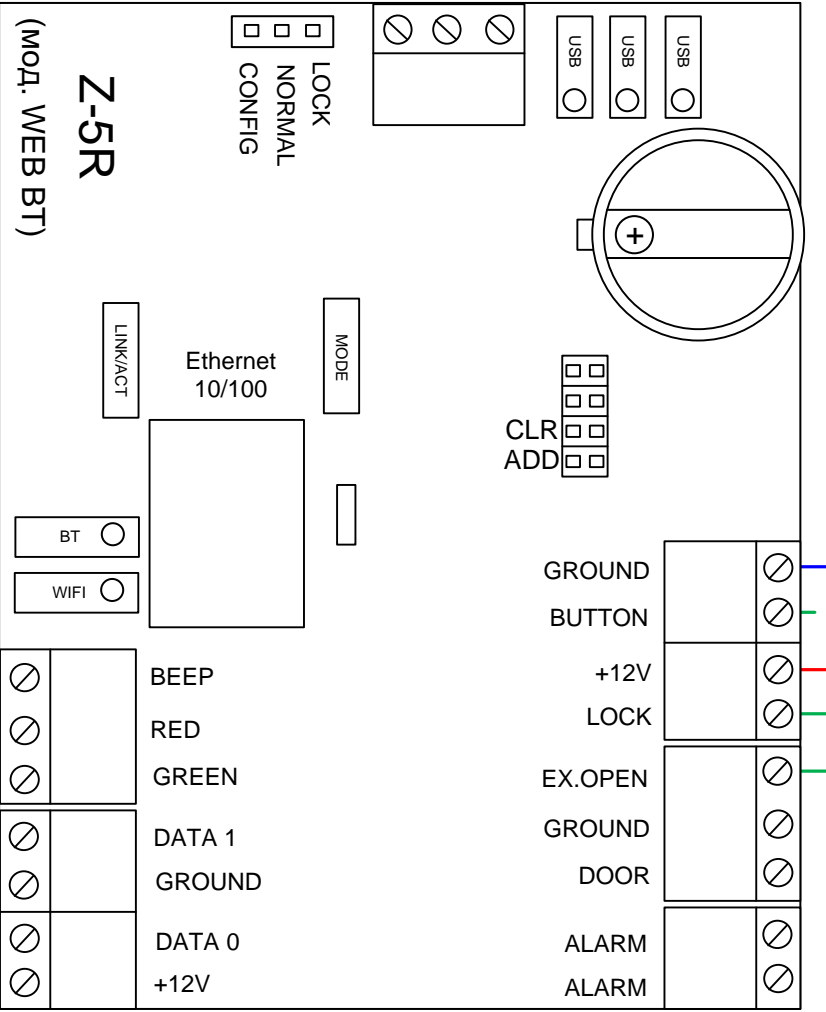 Z-5R
(мод. WEB BT)
LOCK
NORMAL
CONFIG
USB
USB
USB
LINK/ACT
Ethernet
10/100
MODE
CLR
ADD
BT
WIFI
BEEP
RED
GREEN
DATA 1
GROUND
DATA 0
+12V
GROUND
BUTTON
+12V
LOCK
EX.OPEN
GROUND
DOOR
ALARM
ALARM